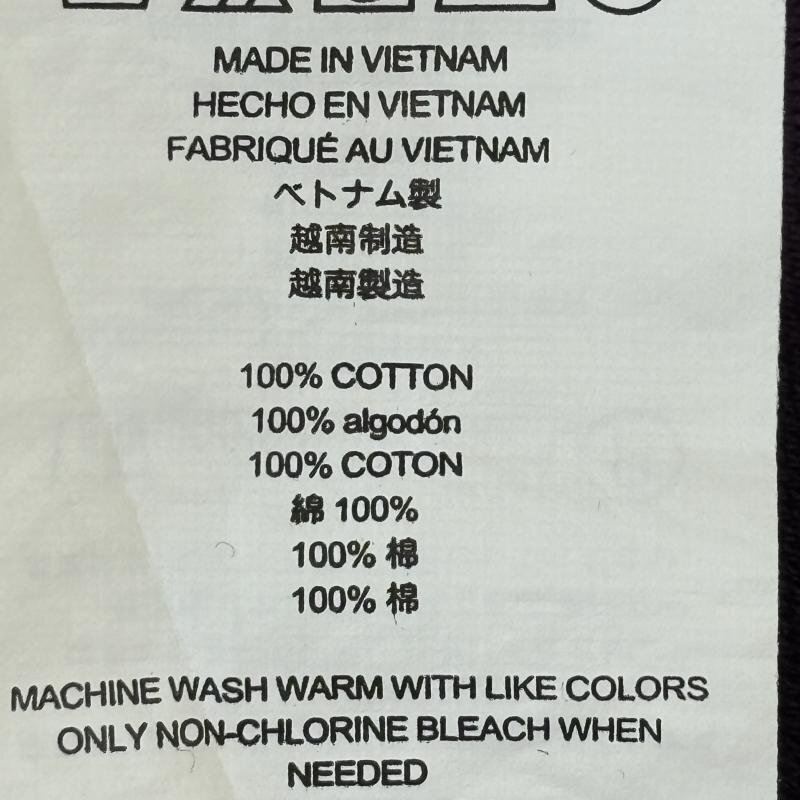 MADE IN VIETNAM
HECHO EN VIETNAM
FABRIQUÉ AU VIETNAM
ベトナム製
越南制造
越南製造
100% COTTON
100% algodón
100% COTON
綿 100%
100% 棉
100% 棉
MACHINE WASH WARM WITH LIKE COLORS
ONLY NON-CHLORINE BLEACH WHEN
NEEDED